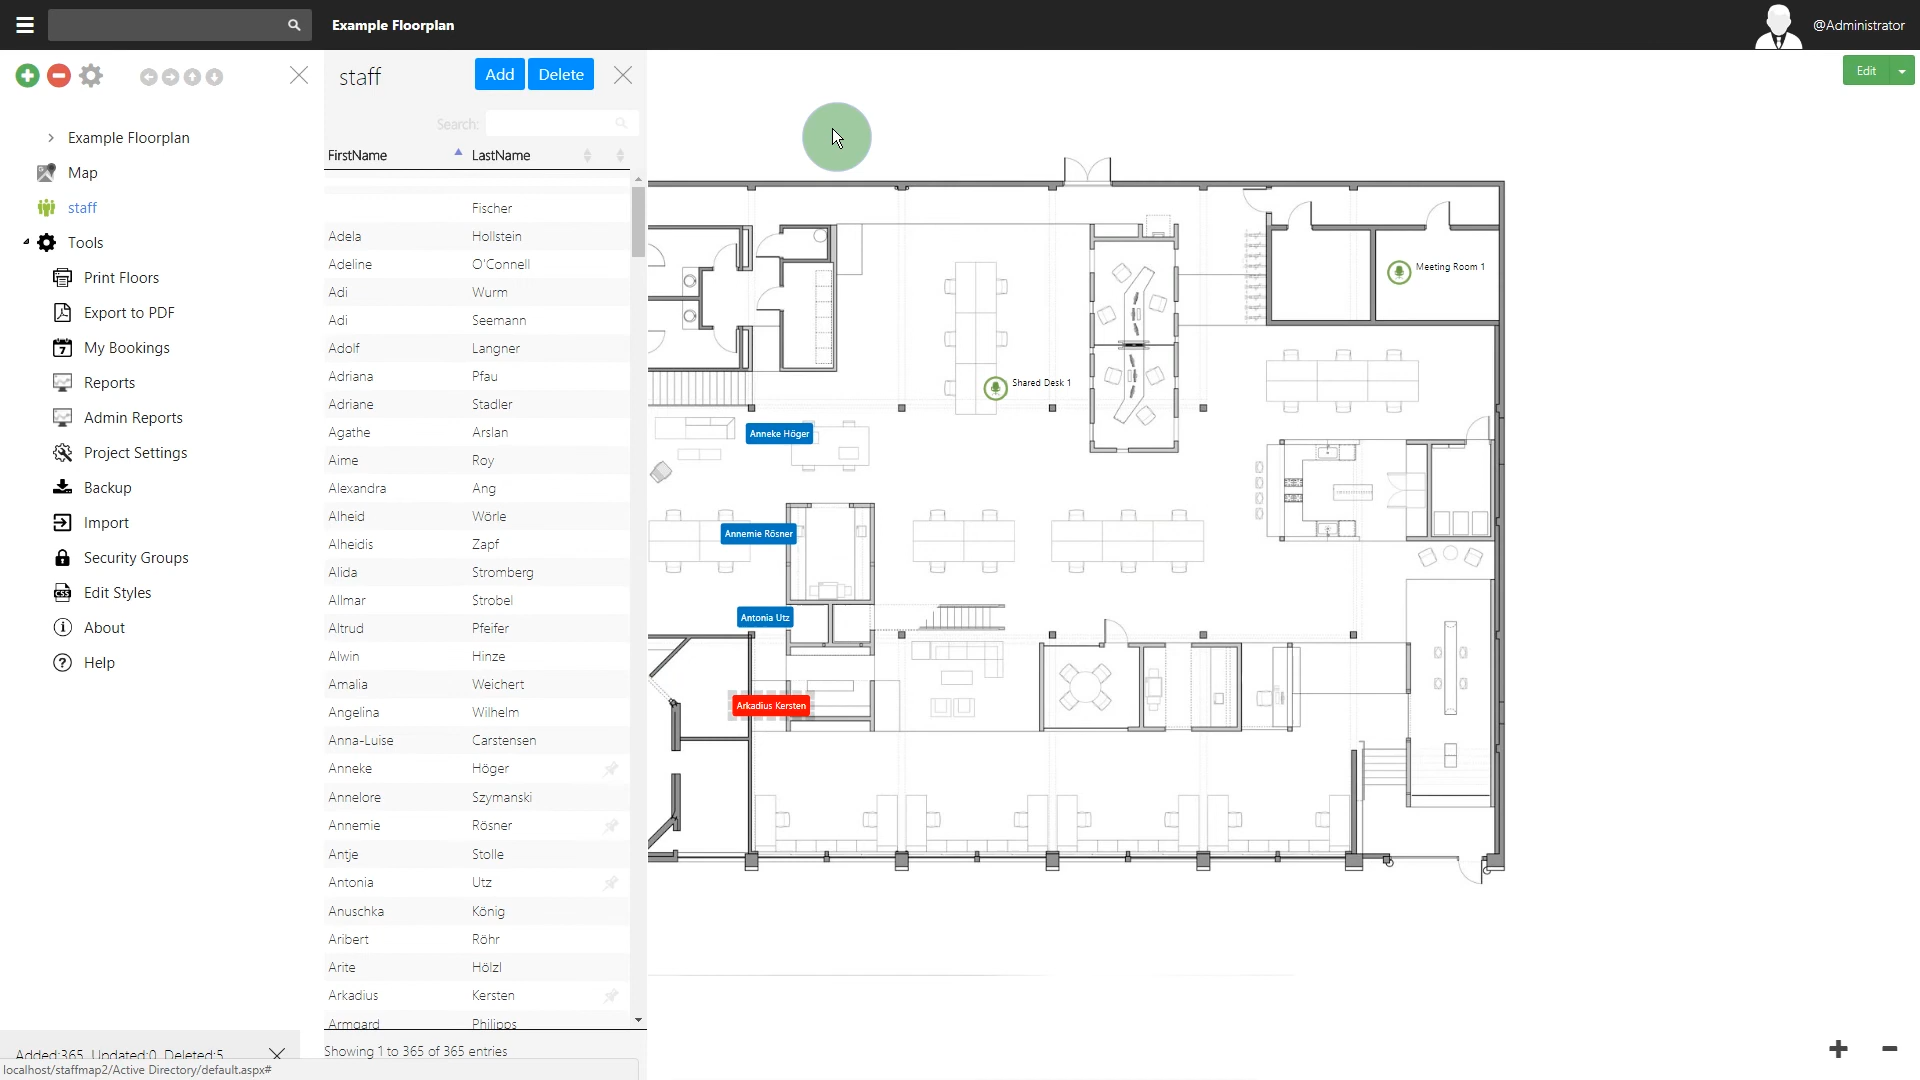 Example Floorplan
@Administrator
staff
Add
Delete
Edit
Search:
FirstName LastName
Example Floorplan
Map
staff
Tools
Print Floors
Export to PDF
7
My Bookings
Reports
Admin Reports
Project Settings
Backup
Import
Security Groups
CSS
Edit Styles
About
Help
Fischer
Adela Hollstein
Adeline O'Connell
Adi Wurm
Adi Seemann
Adolf Langner
Adriana Pfau
Adriane Stadler
Agathe Arslan
Aime Roy
Alexandra Ang
Alheid Wörle
Alheidis Zapf
Alida Stromberg
Allmar Strobel
Altrud Pfeifer
Alwin Hinze
Amalia Weichert
Angelina Wilhelm
Anna-Luise Carstensen
Anneke Höger
Annelore Szymanski
Annemie Rösner
Antje Stolle
Antonia Utz
Anuschka König
Aribert Röhr
Arite Hölzl
Arkadius Kersten
Armgard Philipps
Showing 1 to 365 of 365 entries
Meeting Room 1
Shared Desk 1
Anneke Höger
Annemie Rösner
Antonia Utz
Arkadius Kersten
Added:365, Updated:0, Deleted:5
localhost/staffmap2/Active Directory/default.aspx#